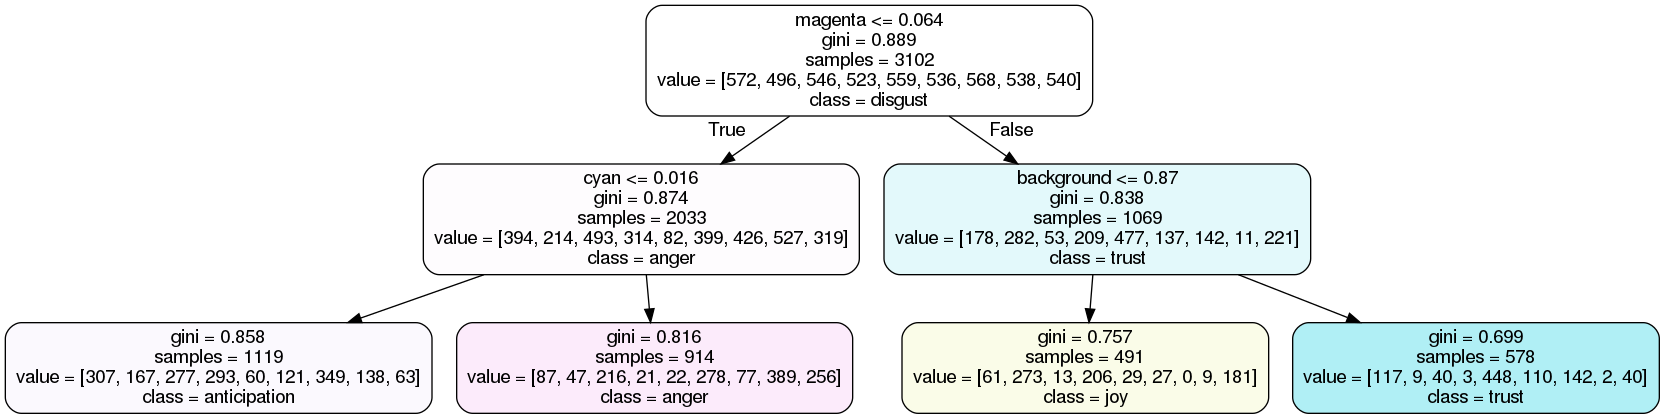 magenta <= 0.064
gini = 0.889
samples = 3102
value = [572, 496, 546, 523, 559, 536, 568, 538, 540]
class = disgust
True
False
cyan <= 0.016
gini = 0.874
samples = 2033
value = [394, 214, 493, 314, 82, 399, 426, 527, 319]
class = anger
background <= 0.87
gini = 0.838
samples = 1069
value = [178, 282, 53, 209, 477, 137, 142, 11, 221]
class = trust
gini = 0.858
samples = 1119
value = [307, 167, 277, 293, 60, 121, 349, 138, 63]
class = anticipation
gini = 0.816
samples = 914
value = [87, 47, 216, 21, 22, 278, 77, 389, 256]
class = anger
gini = 0.757
samples = 491
value = [61, 273, 13, 206, 29, 27, 0, 9, 181]
class = joy
gini = 0.699
samples = 578
value = [117, 9, 40, 3, 448, 110, 142, 2, 40]
class = trust